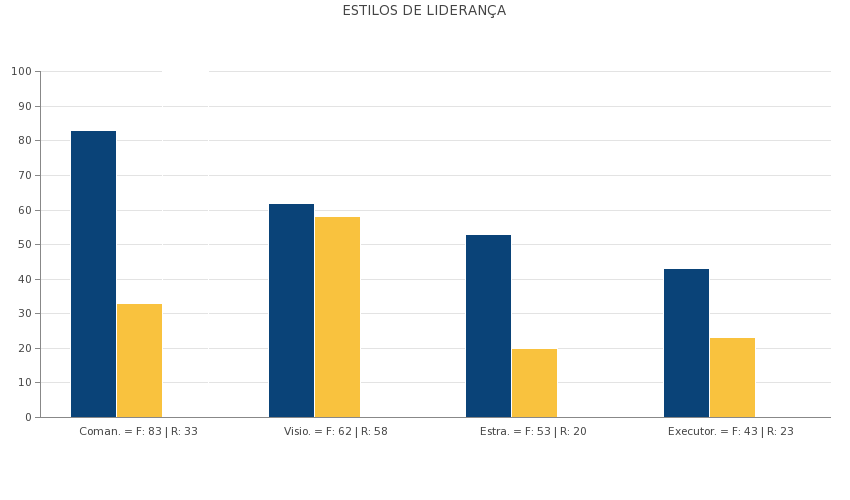 ESTILOS DE LIDERANÇA
100
90
80
70
60
50
40
30
20
10
0
Coman. = F: 83 | R: 33
Visio. = F: 62 | R: 58
Estra. = F: 53 | R: 20
Executor. = F: 43 | R: 23